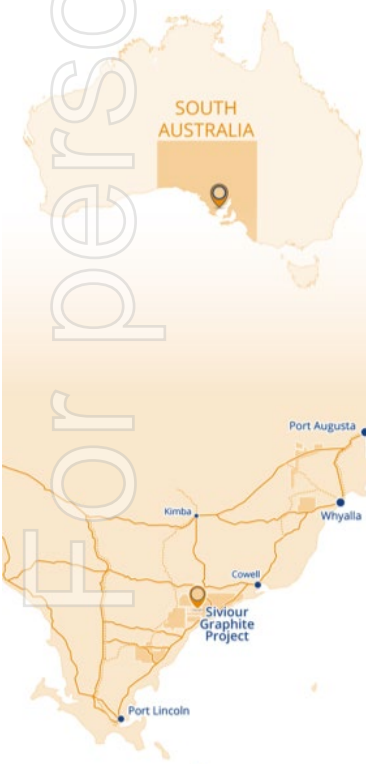 SOUTH
AUSTRALIA
For perso
Port Augusta
Kimba
Whyalla
Cowell
Siviour
Graphite
Project
Port Lincoln